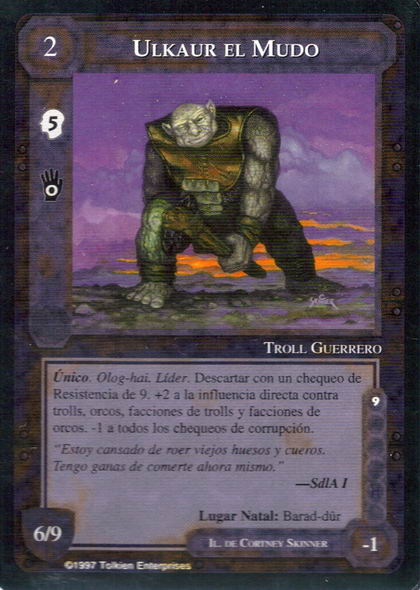 2
ULKAUR EL MUDO
5
0
SKINNER
TROLL GUERRERO
Único. Olog-hai. Líder. Descartar con un chequeo de
Resistencia de 9. +2 a la influencia directa contra
trolls, orcos, facciones de trolls y facciones de
orcos. -1 a todos los chequeos de corrupción.
9
“Estoy cansado de roer viejos huesos y cueros.
Tengo ganas de comerte ahora mismo.”
—SdlA I
Lugar Natal: Barad-dûr
6/9
IL. DE CORTNEY SKINNER
-1
©1997 Tolkien Enterprises